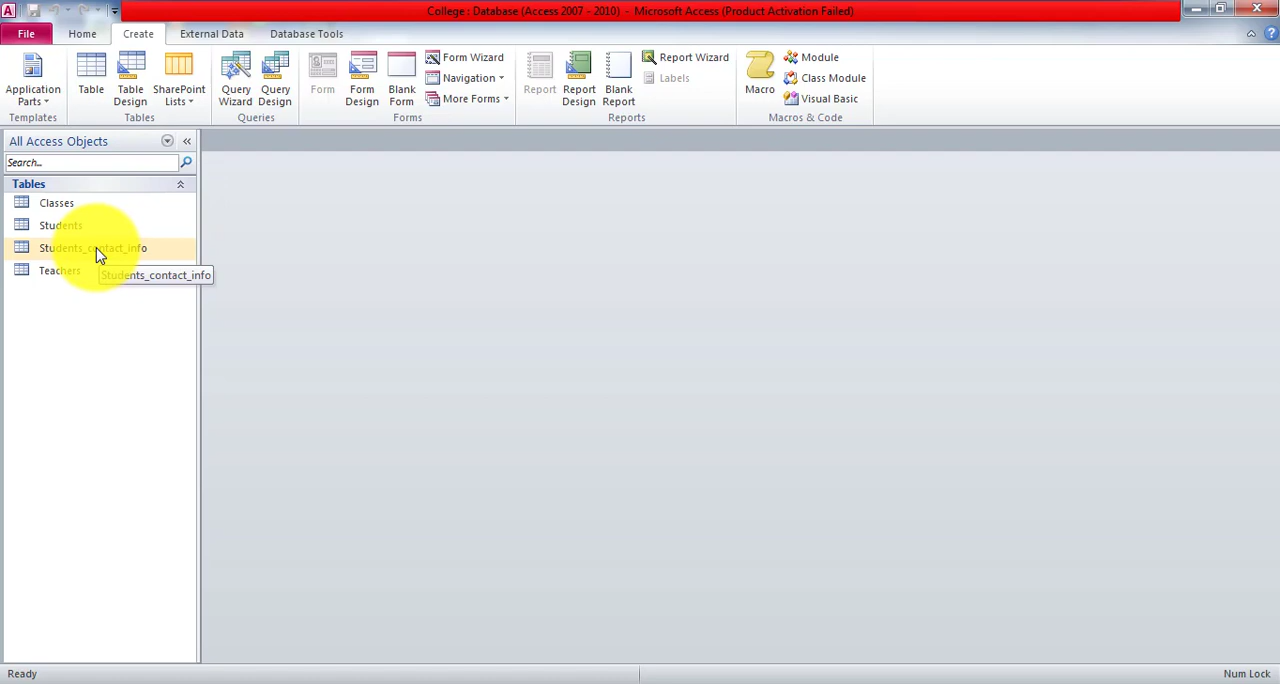 College : Database (Access 2007 - 2010) - Microsoft Access (Product Activation Failed)
File Home Create External Data Database Tools
Application Parts
Templates
Table
Table Design
SharePoint Lists
Tables
Query Wizard
Query Design
Queries
Form
Form Design
Blank Form
Form Wizard
Navigation
More Forms
Forms
Report
Report Design
Blank Report
Report Wizard
Labels
Reports
Macro
Module
Class Module
Visual Basic
Macros & Code
All Access Objects
Search...
Tables
Classes
Students
Students_contact_info
Teachers
Students_contact_info
Ready
Num Lock